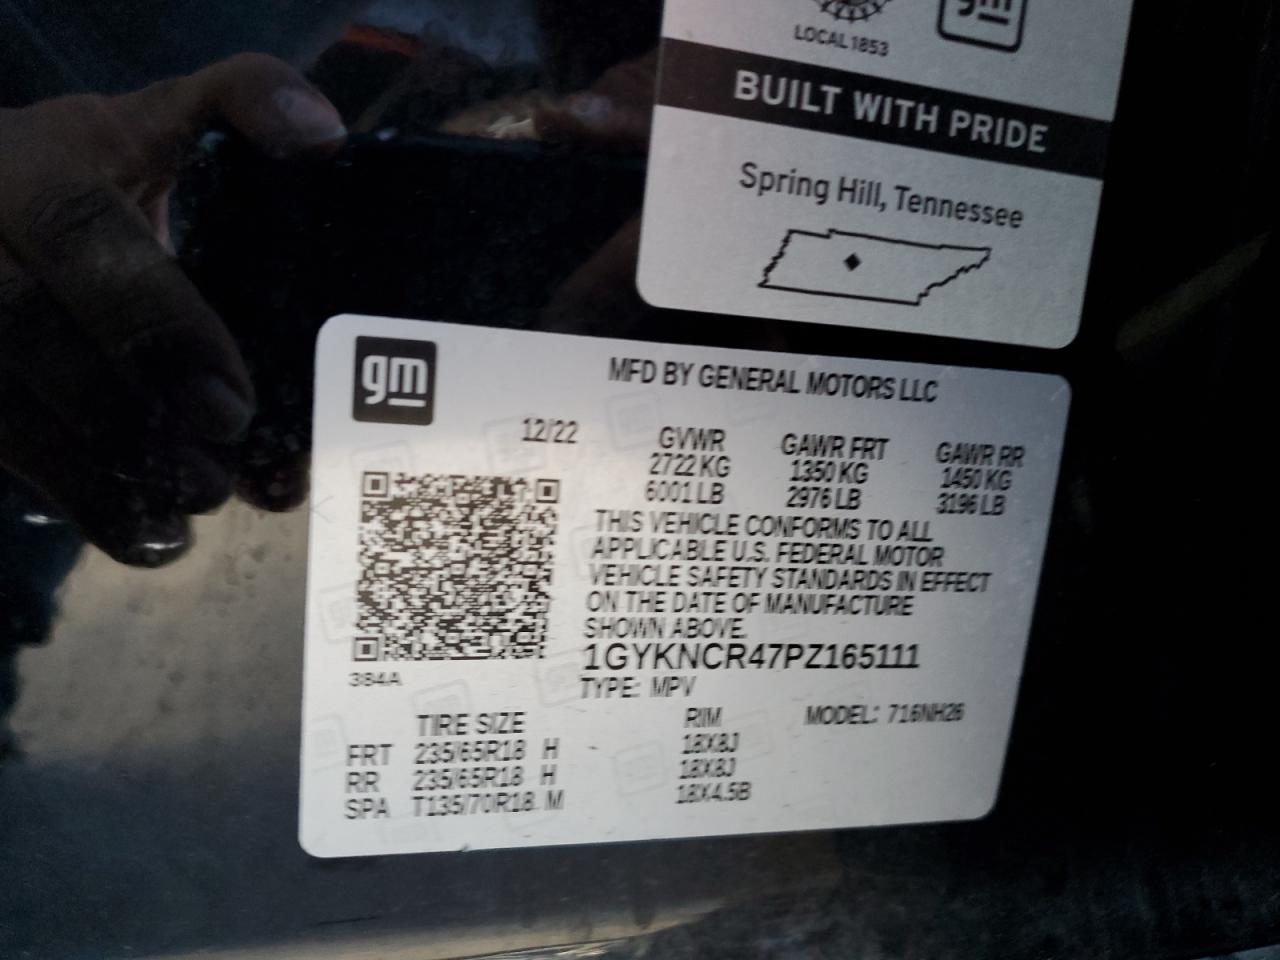 gm
LOCAL 1853
BUILT WITH PRIDE
Spring Hill, Tennessee
gm
MFD BY GENERAL MOTORS LLC
12/22
GVWR GAWR FRT GAWR RR
2722 KG 1350 KG 1450 KG
6001 LB 2976 LB 3196 LB
THIS VEHICLE CONFORMS TO ALL
APPLICABLE U.S. FEDERAL MOTOR
VEHICLE SAFETY STANDARDS IN EFFECT
ON THE DATE OF MANUFACTURE
SHOWN ABOVE.
1GYKNCR47PZ165111
384A
TYPE: MPV
TIRE SIZE RIM MODEL: 716NH26
FRT 235/65R18 H 18X8J
RR 235/65R18 H 18X8J
SPA T135/70R18 M 18X4.5B